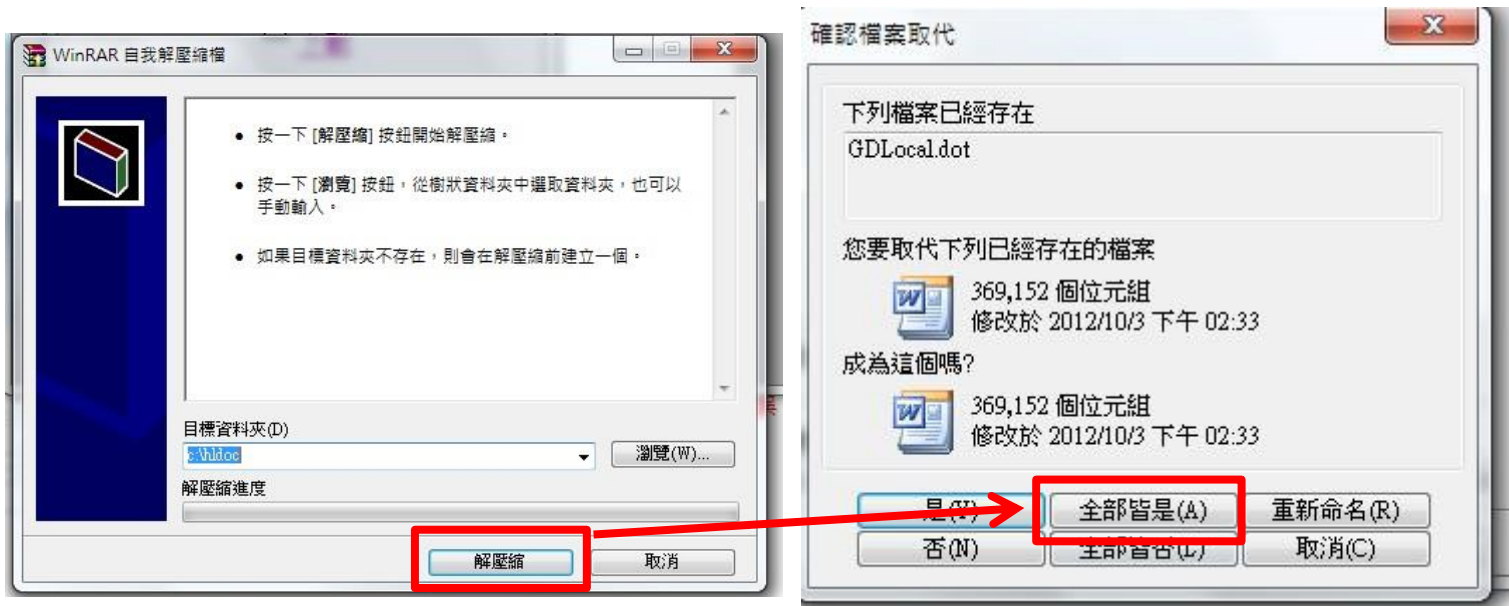 WinRAR 自我解壓縮檔
按一下 [解壓縮] 按鈕開始解壓縮。
按一下 [瀏覽] 按鈕，從樹狀資料夾中選取資料夾，也可以
手動輸入。
如果目標資料夾不存在，則會在解壓縮前建立一個。
目標資料夾(D)
c:\hldoc
瀏覽(W)...
解壓縮進度
解壓縮
取消
確認檔案取代
下列檔案已經存在
GDLocal.dot
您要取代下列已經存在的檔案
369,152 個位元組
修改於 2012/10/3 下午 02:33
成為這個嗎?
369,152 個位元組
修改於 2012/10/3 下午 02:33
是(Y)
全部皆是(A)
重新命名(R)
否(N)
全部皆否(L)
取消(C)